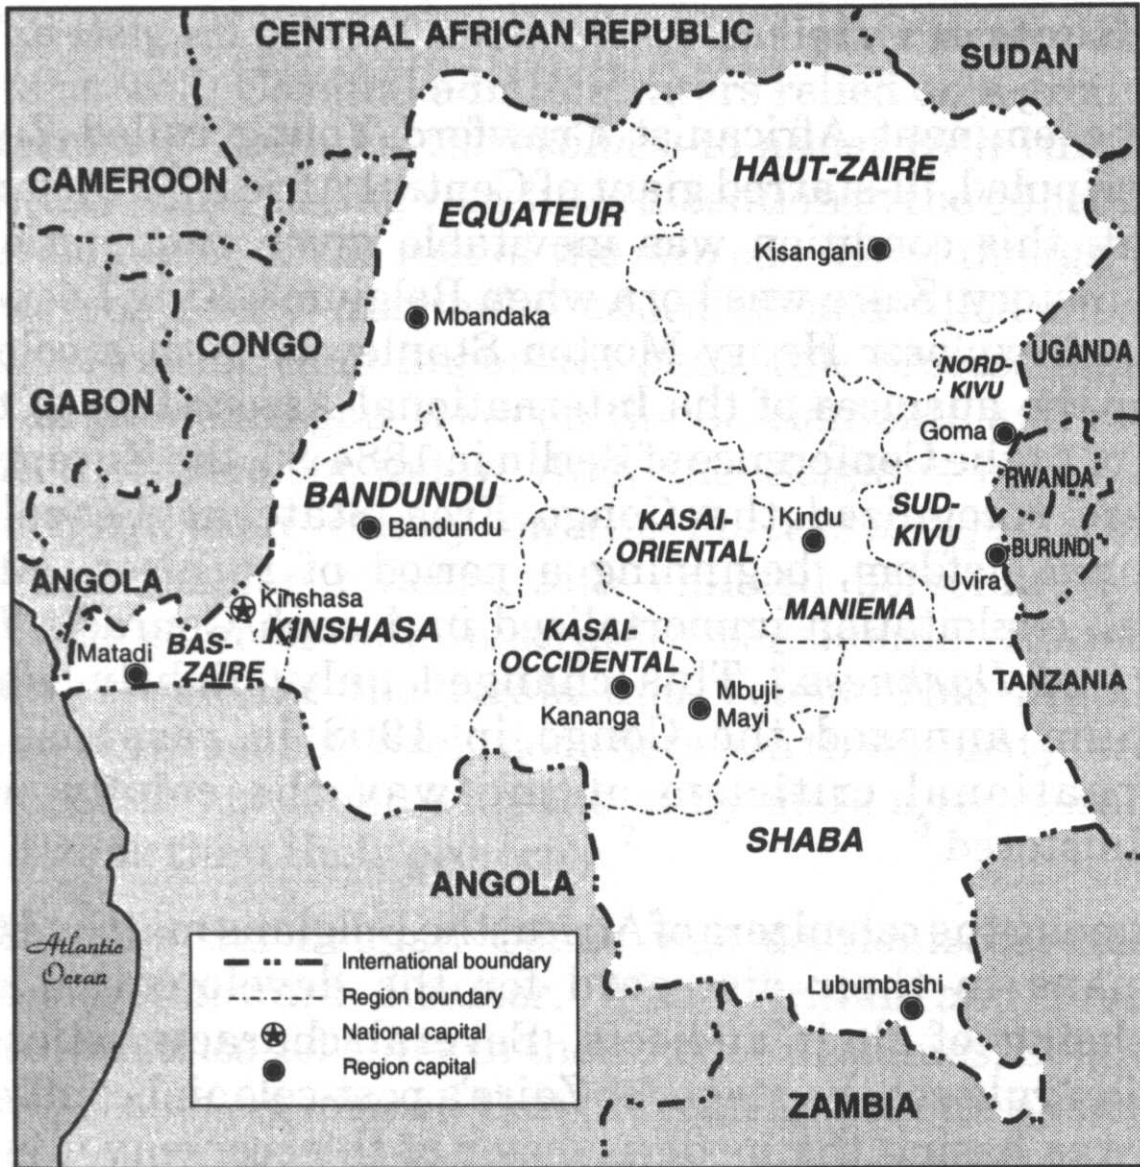 CENTRAL AFRICAN REPUBLIC
SUDAN
CAMEROON
HAUT-ZAIRE
EQUATEUR
Kisangani
Mbandaka
CONGO
UGANDA
NORD-
KIVU
GABON
Goma
RWANDA
BANDUNDU
Bandundu
KASAI-
ORIENTAL
Kindu
SUD-
KIVU
BURUNDI
Uvira
ANGOLA
Kinshasa
KINSHASA
MANIEMA
BAS-
ZAIRE
Matadi
KASAI-
OCCIDENTAL
Kananga
Mbuji-
Mayi
TANZANIA
SHABA
ANGOLA
Atlantic
Ocean
International boundary
Region boundary
National capital
Region capital
Lubumbashi
ZAMBIA